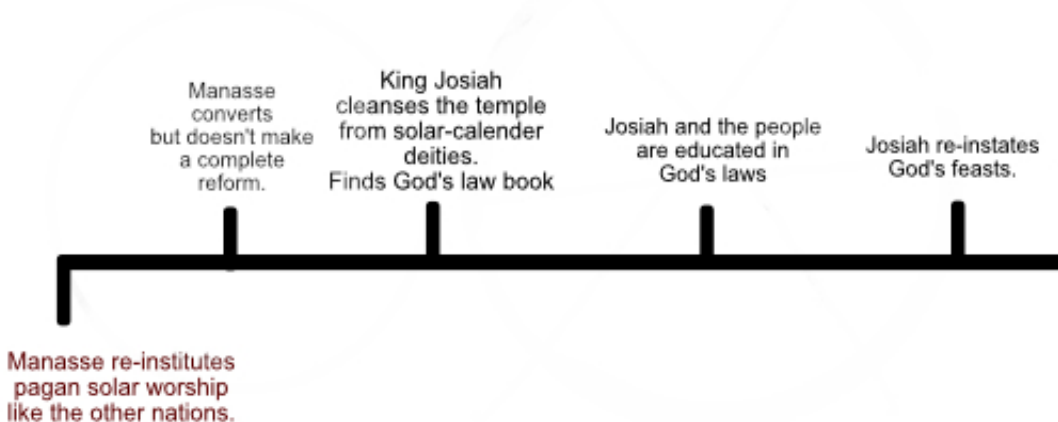 Manasse
converts
but doesn't make
a complete
reform.
King Josiah
cleanses the temple
from solar-calender
deities.
Finds God's law book
Josiah and the people
are educated in
God's laws
Josiah re-instates
God's feasts.
Manasse re-institutes
pagan solar worship
like the other nations.